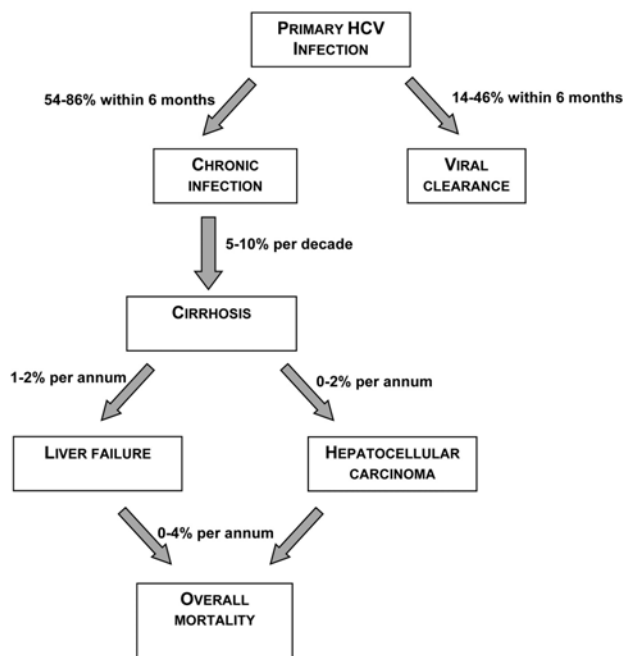 PRIMARY HCV
INFECTION
54-86% within 6 months
14-46% within 6 months
CHRONIC
INFECTION
VIRAL
CLEARANCE
5-10% per decade
CIRRHOSIS
1-2% per annum
0-2% per annum
LIVER FAILURE
HEPATOCELLULAR
CARCINOMA
0-4% per annum
OVERALL
MORTALITY